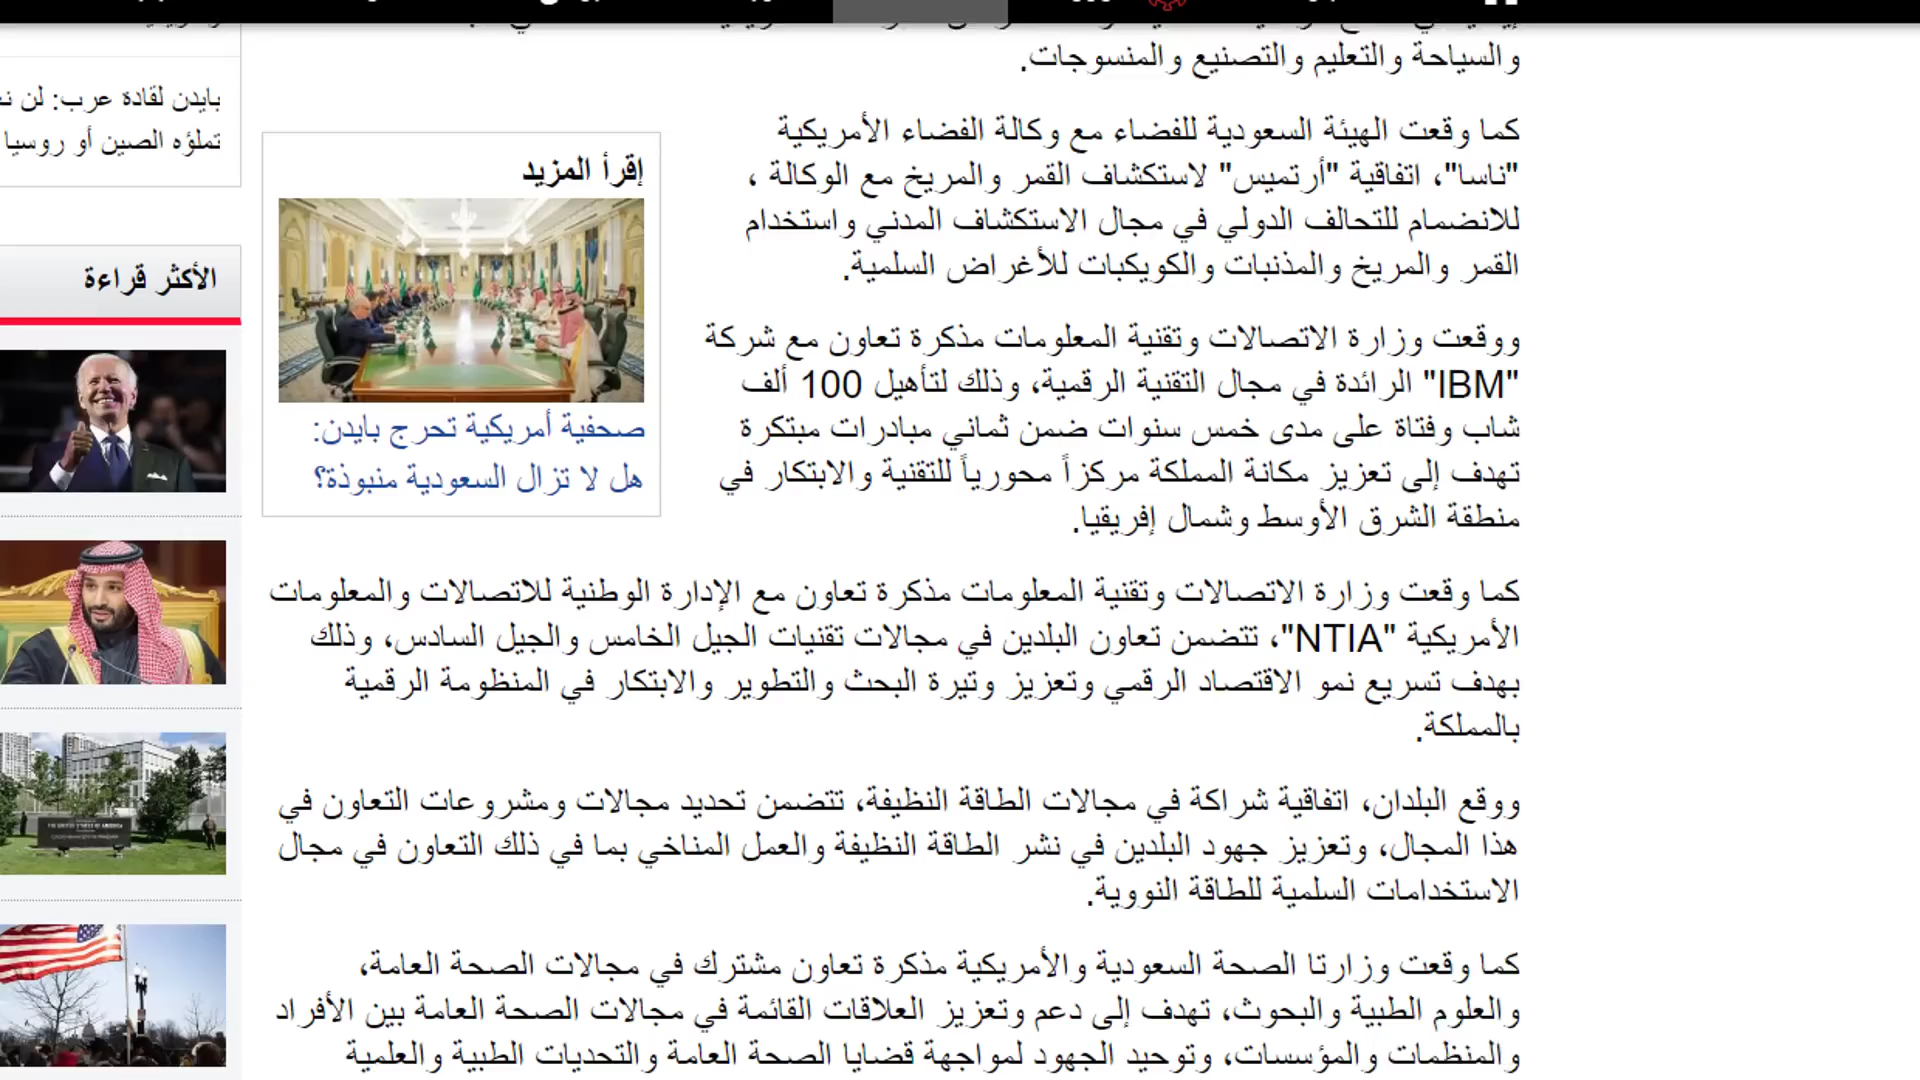 والسياحة والتعليم والتصنيع والمنسوجات.
كما وقعت الهيئة السعودية للفضاء مع وكالة الفضاء الأمريكية
"ناسا"، اتفاقية "أرتميس" لاستكشاف القمر والمريخ مع الوكالة ،
للانضمام للتحالف الدولي في مجال الاستكشاف المدني واستخدام
القمر والمريخ والمذنبات والكويكبات للأغراض السلمية.
ووقعت وزارة الاتصالات وتقنية المعلومات مذكرة تعاون مع شركة
"IBM" الرائدة في مجال التقنية الرقمية، وذلك لتأهيل 100 ألف
شاب وفتاة على مدى خمس سنوات ضمن ثماني مبادرات مبتكرة
تهدف إلى تعزيز مكانة المملكة مركزاً محورياً للتقنية والابتكار في
منطقة الشرق الأوسط وشمال إفريقيا.
كما وقعت وزارة الاتصالات وتقنية المعلومات مذكرة تعاون مع الإدارة الوطنية للاتصالات والمعلومات
الأمريكية "NTIA"، تتضمن تعاون البلدين في مجالات تقنيات الجيل الخامس والجيل السادس، وذلك
بهدف تسريع نمو الاقتصاد الرقمي وتعزيز وتيرة البحث والتطوير والابتكار في المنظومة الرقمية
بالمملكة.
ووقع البلدان، اتفاقية شراكة في مجالات الطاقة النظيفة، تتضمن تحديد مجالات ومشروعات التعاون في
هذا المجال، وتعزيز جهود البلدين في نشر الطاقة النظيفة والعمل المناخي بما في ذلك التعاون في مجال
الاستخدامات السلمية للطاقة النووية.
كما وقعت وزارتا الصحة السعودية والأمريكية مذكرة تعاون مشترك في مجالات الصحة العامة،
والعلوم الطبية والبحوث، تهدف إلى دعم وتعزيز العلاقات القائمة في مجالات الصحة العامة بين الأفراد
والمنظمات والمؤسسات، وتوحيد الجهود لمواجهة قضايا الصحة العامة والتحديات الطبية والعلمية
إقرأ المزيد
صحفية أمريكية تحرج بايدن:
هل لا تزال السعودية منبوذة؟
بايدن لقادة عرب: لن
تملؤه الصين أو روسيا
الأكثر قراءة